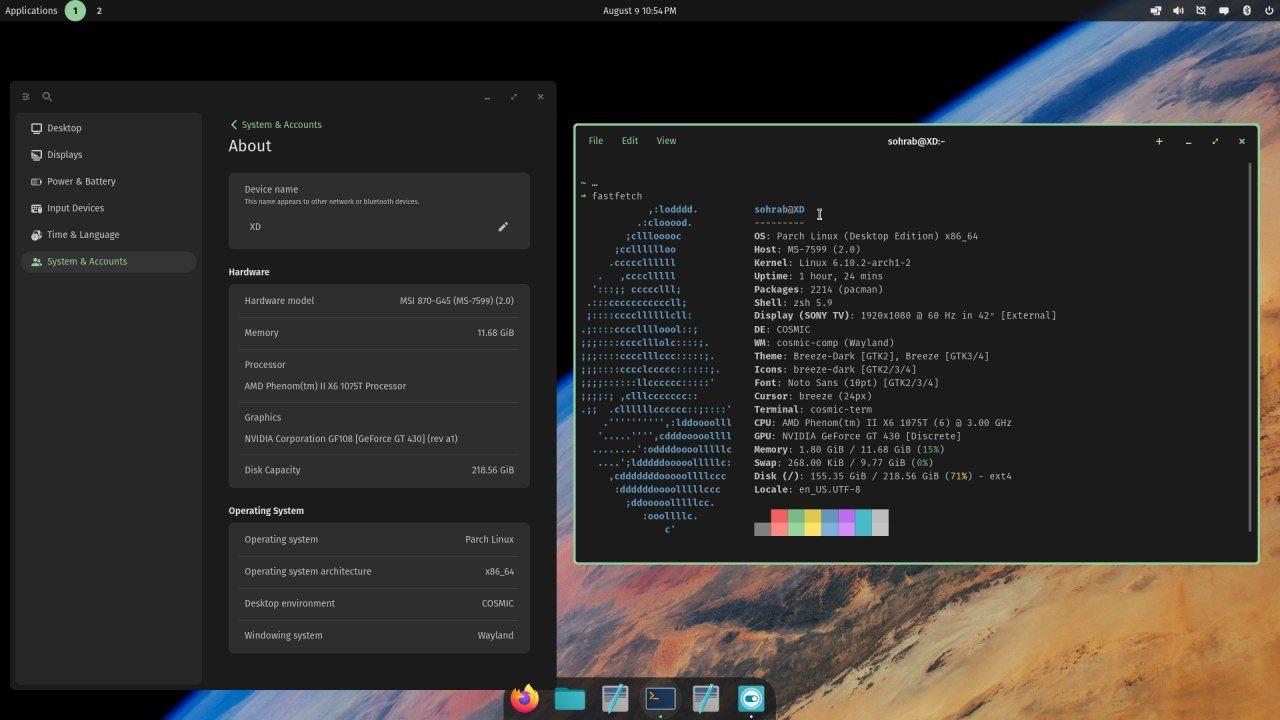 Applications 1 2 August 9 10:54 PM
Desktop
Displays
Power & Battery
Input Devices
Time & Language
System & Accounts
System & Accounts
About
Device name
This name appears to other network or bluetooth devices.
XD
Hardware
Hardware model MSI 870-G45 (MS-7599) (2.0)
Memory 11.68 GiB
Processor
AMD Phenom(tm) II X6 1075T Processor
Graphics
NVIDIA Corporation GF108 [GeForce GT 430] (rev a1)
Disk Capacity 218.56 GiB
Operating System
Operating system Parch Linux
Operating system architecture x86_64
Desktop environment COSMIC
Windowing system Wayland
File Edit View sohrab@XD:~
~ …
➜ fastfetch
sohrab@XD
---------
OS: Parch Linux (Desktop Edition) x86_64
Host: MS-7599 (2.0)
Kernel: Linux 6.10.2-arch1-2
Uptime: 1 hour, 24 mins
Packages: 2214 (pacman)
Shell: zsh 5.9
Display (SONY TV): 1920x1080 @ 60 Hz in 42″ [External]
DE: COSMIC
WM: cosmic-comp (Wayland)
Theme: Breeze-Dark [GTK2], Breeze [GTK3/4]
Icons: breeze-dark [GTK2/3/4]
Font: Noto Sans (10pt) [GTK2/3/4]
Cursor: breeze (24px)
Terminal: cosmic-term
CPU: AMD Phenom(tm) II X6 1075T (6) @ 3.00 GHz
GPU: NVIDIA GeForce GT 430 [Discrete]
Memory: 1.80 GiB / 11.68 GiB (15%)
Swap: 268.00 KiB / 9.77 GiB (0%)
Disk (/): 155.35 GiB / 218.56 GiB (71%) - ext4
Locale: en_US.UTF-8